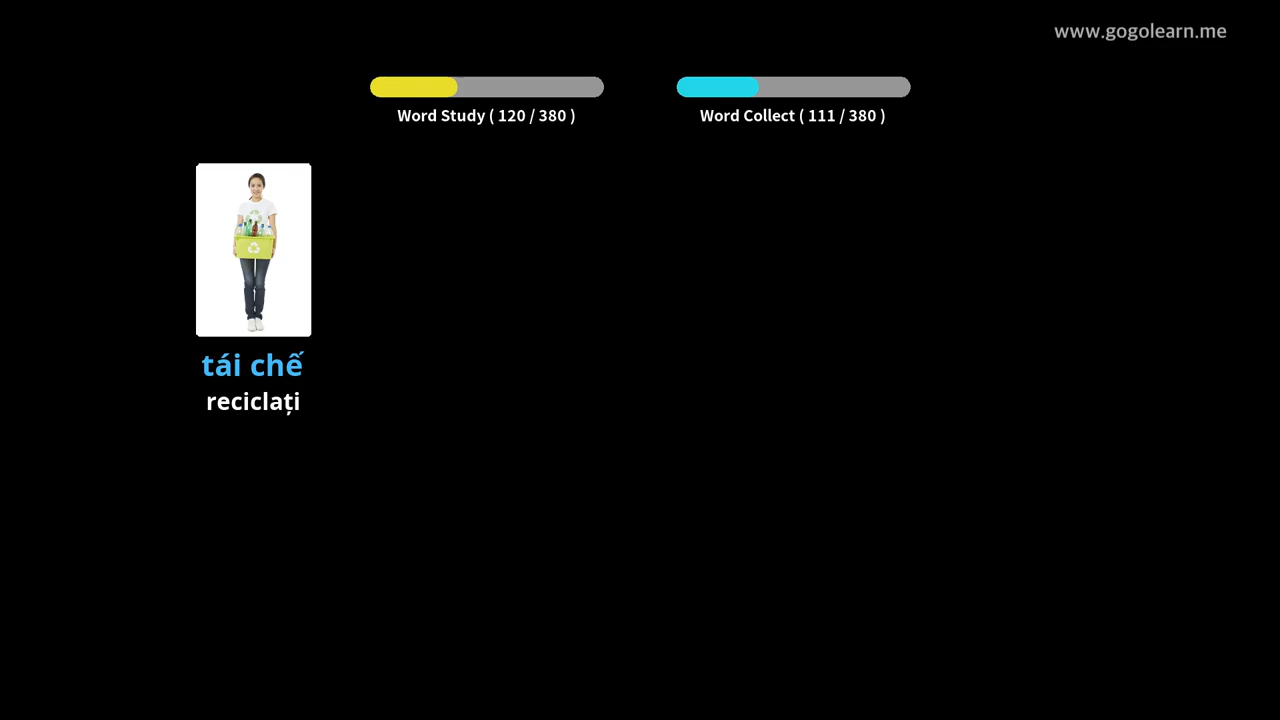 www.gogolearn.me
Word Study ( 120 / 380 )
Word Collect ( 111 / 380 )
tái chế
reciclați